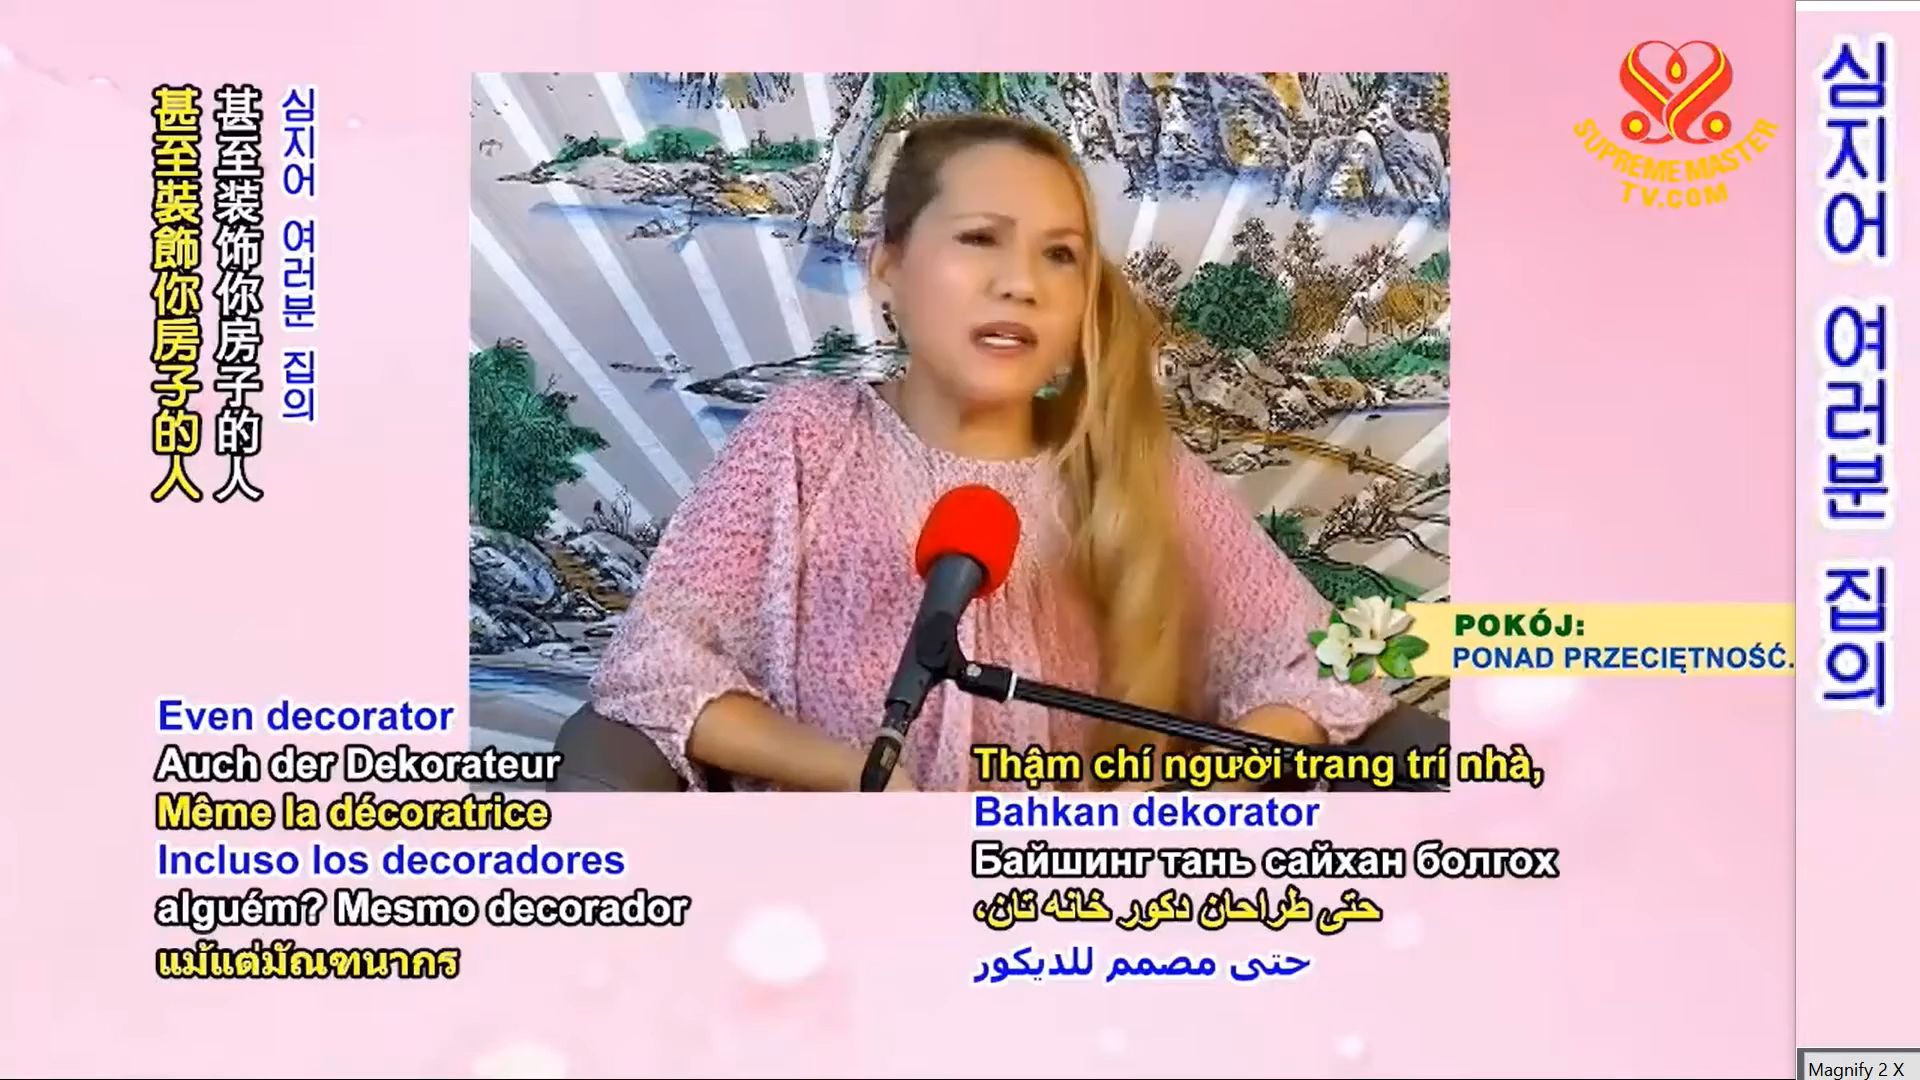 甚至裝飾你房子的人
甚至装饰你房子的人
심지어 여러분 집의
SUPREME MASTER
TV.COM
심지어 여러분 집의
POKÓJ:
PONAD PRZECIĘTNOŚĆ.
Even decorator
Auch der Dekorateur
Même la décoratrice
Incluso los decoradores
alguém? Mesmo decorador
แม้แต่มัณฑนากร
Thậm chí người trang trí nhà,
Bahkan dekorator
Байшинг тань сайхан болгох
حتی طراحان دکور خانه تان،
حتى مصمم للديكور
Magnify 2 X